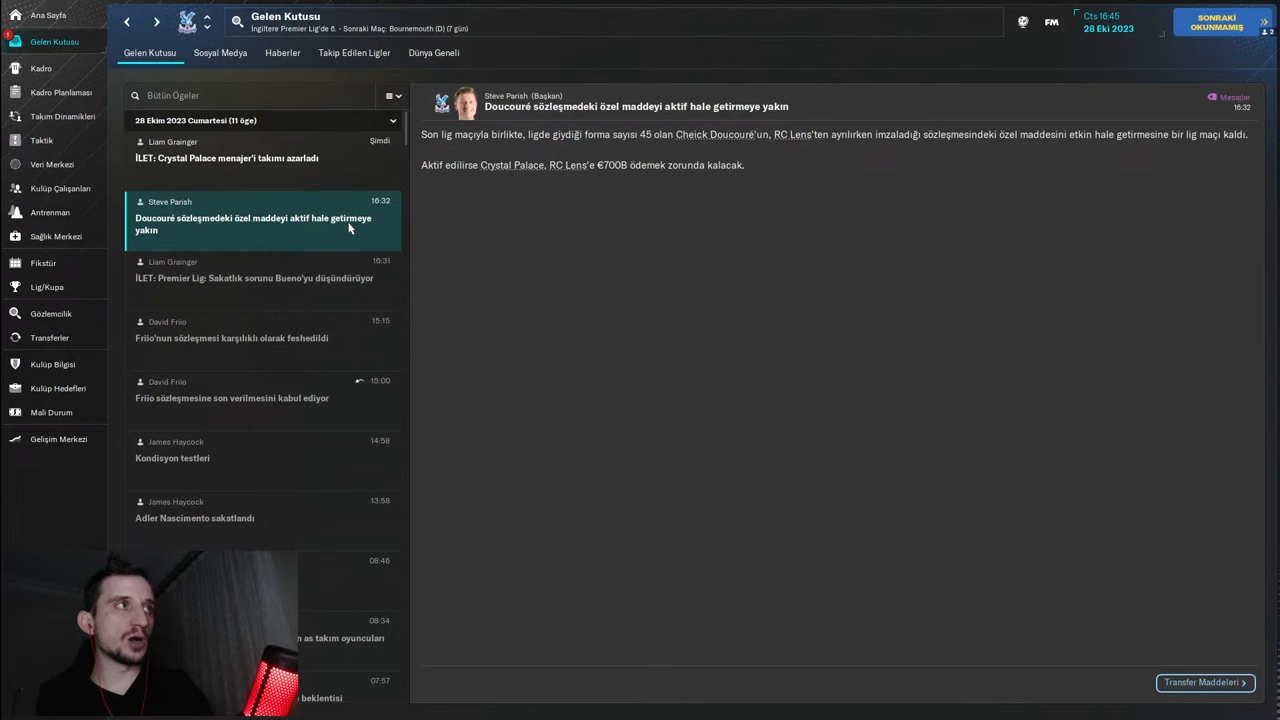 Ana Sayfa
1
Gelen Kutusu
Kadro
Kadro Planlaması
Takım Dinamikleri
Taktik
Veri Merkezi
Kulüp Çalışanları
Antrenman
Sağlık Merkezi
Fikstür
Lig/Kupa
Gözlemcilik
Transferler
Kulüp Bilgisi
Kulüp Hedefleri
Mali Durum
Gelişim Merkezi
Gelen Kutusu
İngiltere Premier Lig'de 6. - Sonraki Maç: Bournemouth (D) (7 gün)
FM
Cts 16:45
28 Eki 2023
SONRAKİ
OKUNMAMIŞ
2
Gelen Kutusu
Sosyal Medya
Haberler
Takip Edilen Ligler
Dünya Geneli
Bütün Ögeler
28 Ekim 2023 Cumartesi (11 öge)
Liam Grainger
Şimdi
İLET: Crystal Palace menajer'i takımı azarladı
Steve Parish
16:32
Doucouré sözleşmedeki özel maddeyi aktif hale getirmeye
yakın
Liam Grainger
16:31
İLET: Premier Lig: Sakatlık sorunu Bueno'yu düşündürüyor
David Friio
15:15
Friio'nun sözleşmesi karşılıklı olarak feshedildi
David Friio
15:00
Friio sözleşmesine son verilmesini kabul ediyor
James Haycock
14:58
Kondisyon testleri
James Haycock
13:58
Adler Nascimento sakatlandı
08:46
08:34
as takım oyuncuları
07:57
beklentisi
Steve Parish (Başkan)
Doucouré sözleşmedeki özel maddeyi aktif hale getirmeye yakın
Mesajlar
16:32
Son lig maçıyla birlikte, ligde giydiği forma sayısı 45 olan Cheick Doucouré'un, RC Lens'ten ayrılırken imzaladığı sözleşmesindeki özel maddesini etkin hale getirmesine bir lig maçı kaldı.
Aktif edilirse Crystal Palace, RC Lens'e €700B ödemek zorunda kalacak.
Transfer Maddeleri